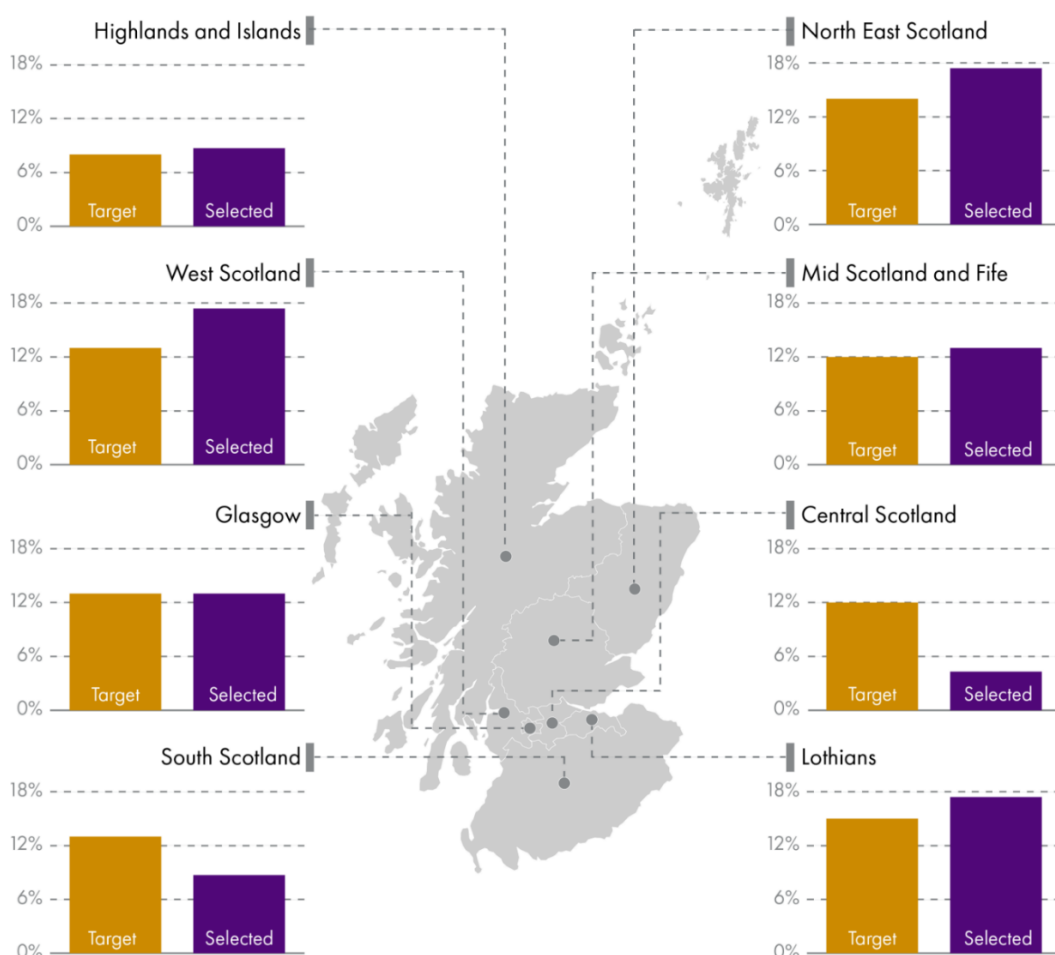 Highlands and Islands
18%
12%
6%
0%
Target
Selected
North East Scotland
18%
12%
6%
0%
Target
Selected
West Scotland
18%
12%
6%
0%
Target
Selected
Mid Scotland and Fife
18%
12%
6%
0%
Target
Selected
Glasgow
18%
12%
6%
0%
Target
Selected
Central Scotland
18%
12%
6%
0%
Target
Selected
South Scotland
18%
12%
6%
0%
Target
Selected
Lothians
18%
12%
6%
0%
Target
Selected